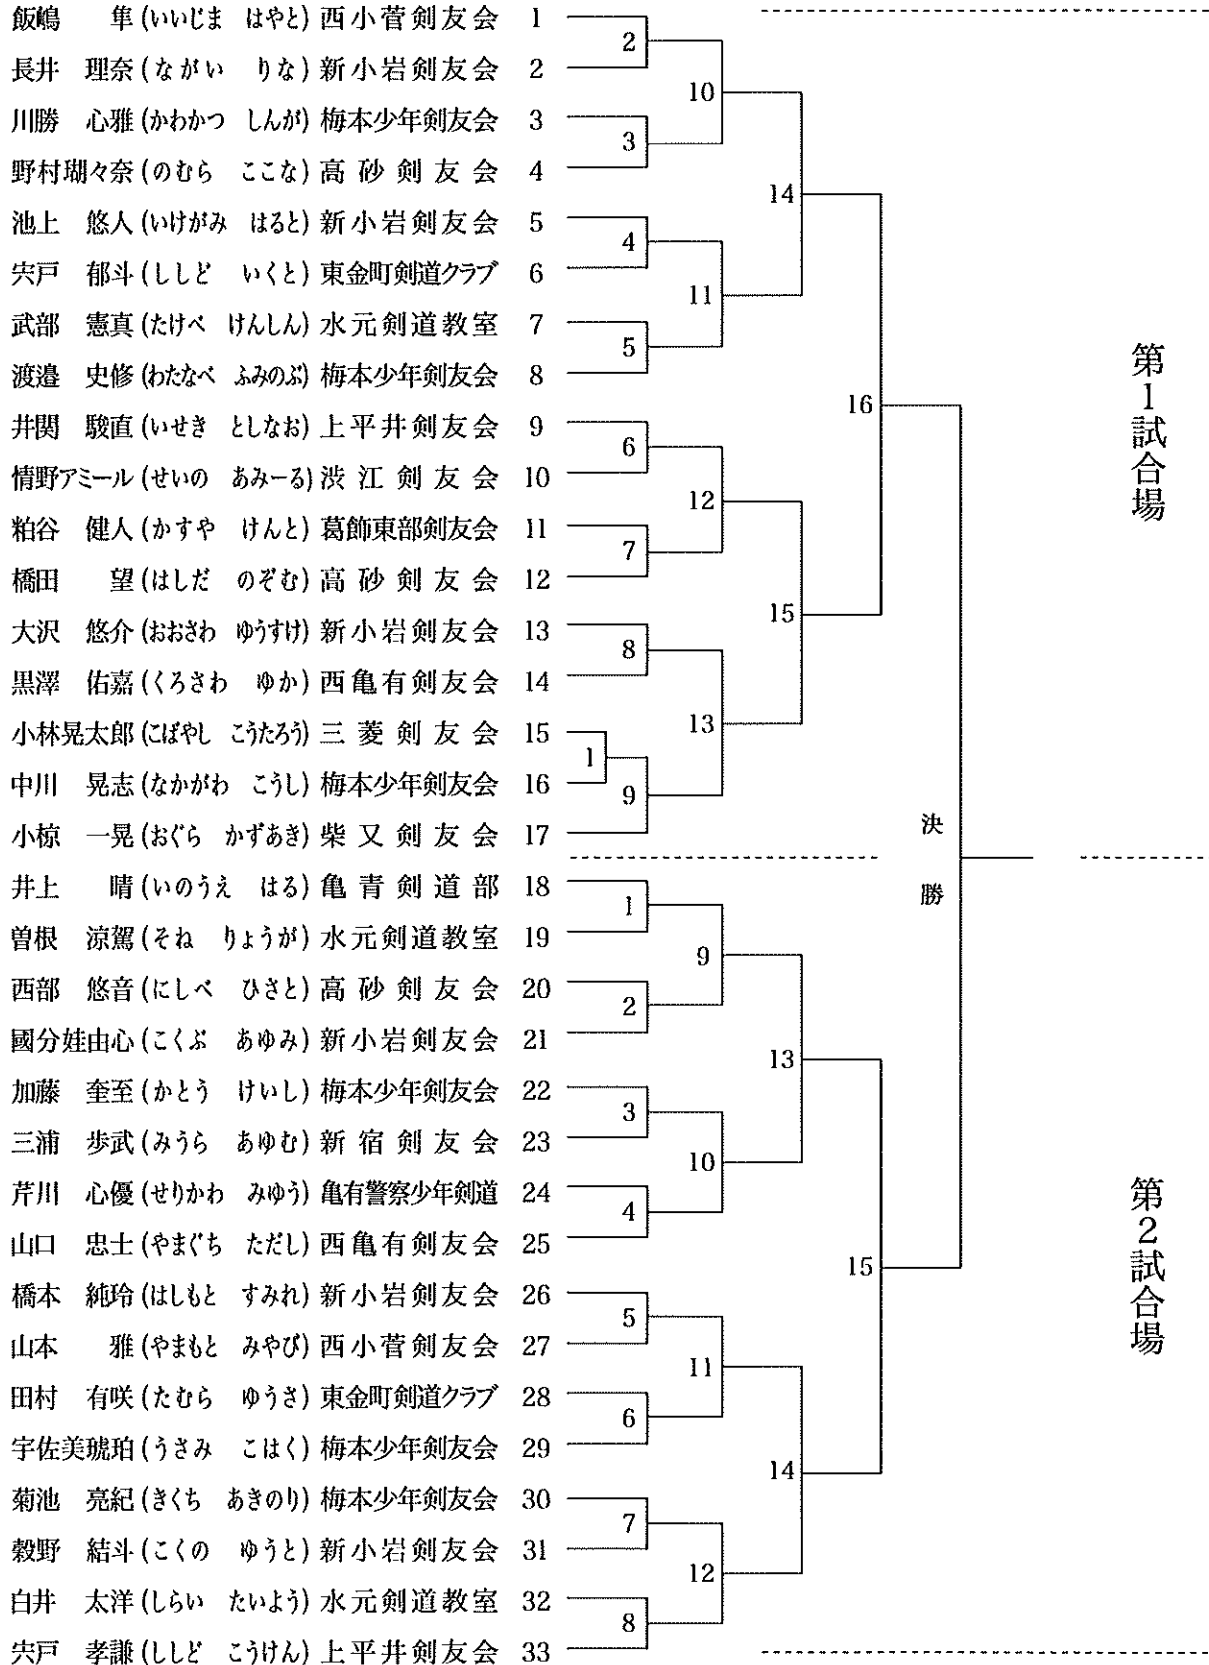 飯嶋 隼(いいじま はやと) 西小菅剣友会 1
長井 理奈(ながい りな) 新小岩剣友会 2
川勝 心雅(かわかつ しんが) 梅本少年剣友会 3
野村瑚々奈(のむら ここな) 高砂剣友会 4
池上 悠人(いけがみ はると) 新小岩剣友会 5
宍戸 郁斗(ししど いくと) 東金町剣道クラブ 6
武部 憲真(たけべ けんしん) 水元剣道教室 7
渡邉 史修(わたなべ ふみのぶ) 梅本少年剣友会 8
井関 駿直(いせき としなお) 上平井剣友会 9
情野アミール(せいの あみーる) 渋江剣友会 10
粕谷 健人(かすや けんと) 葛飾東部剣友会 11
橋田 望(はしだ のぞむ) 高砂剣友会 12
大沢 悠介(おおさわ ゆうすけ) 新小岩剣友会 13
黒澤 佑嘉(くろさわ ゆか) 西亀有剣友会 14
小林晃太郎(こばやし こうたろう) 三菱剣友会 15
中川 晃志(なかがわ こうし) 梅本少年剣友会 16
小椋 一晃(おぐら かずあき) 柴又剣友会 17
井上 晴(いのうえ はる) 亀青剣道部 18
曽根 涼駕(そね りょうが) 水元剣道教室 19
西部 悠音(にしべ ひさと) 高砂剣友会 20
國分娃由心(こくぶ あゆみ) 新小岩剣友会 21
加藤 奎至(かとう けいし) 梅本少年剣友会 22
三浦 歩武(みうら あゆむ) 新宿剣友会 23
芹川 心優(せりかわ みゆう) 亀有警察少年剣道 24
山口 忠士(やまぐち ただし) 西亀有剣友会 25
橋本 純玲(はしもと すみれ) 新小岩剣友会 26
山本 雅(やまもと みやび) 西小菅剣友会 27
田村 有咲(たむら ゆうさ) 東金町剣道クラブ 28
宇佐美琥珀(うさみ こはく) 梅本少年剣友会 29
菊池 亮紀(きくち あきのり) 梅本少年剣友会 30
穀野 結斗(こくの ゆうと) 新小岩剣友会 31
白井 太洋(しらい たいよう) 水元剣道教室 32
宍戸 孝謙(ししど こうけん) 上平井剣友会 33
1
2
3
4
5
6
7
8
9
10
11
12
13
14
15
16
1
2
3
4
5
6
7
8
9
10
11
12
13
14
15
決勝
第1試合場
第2試合場